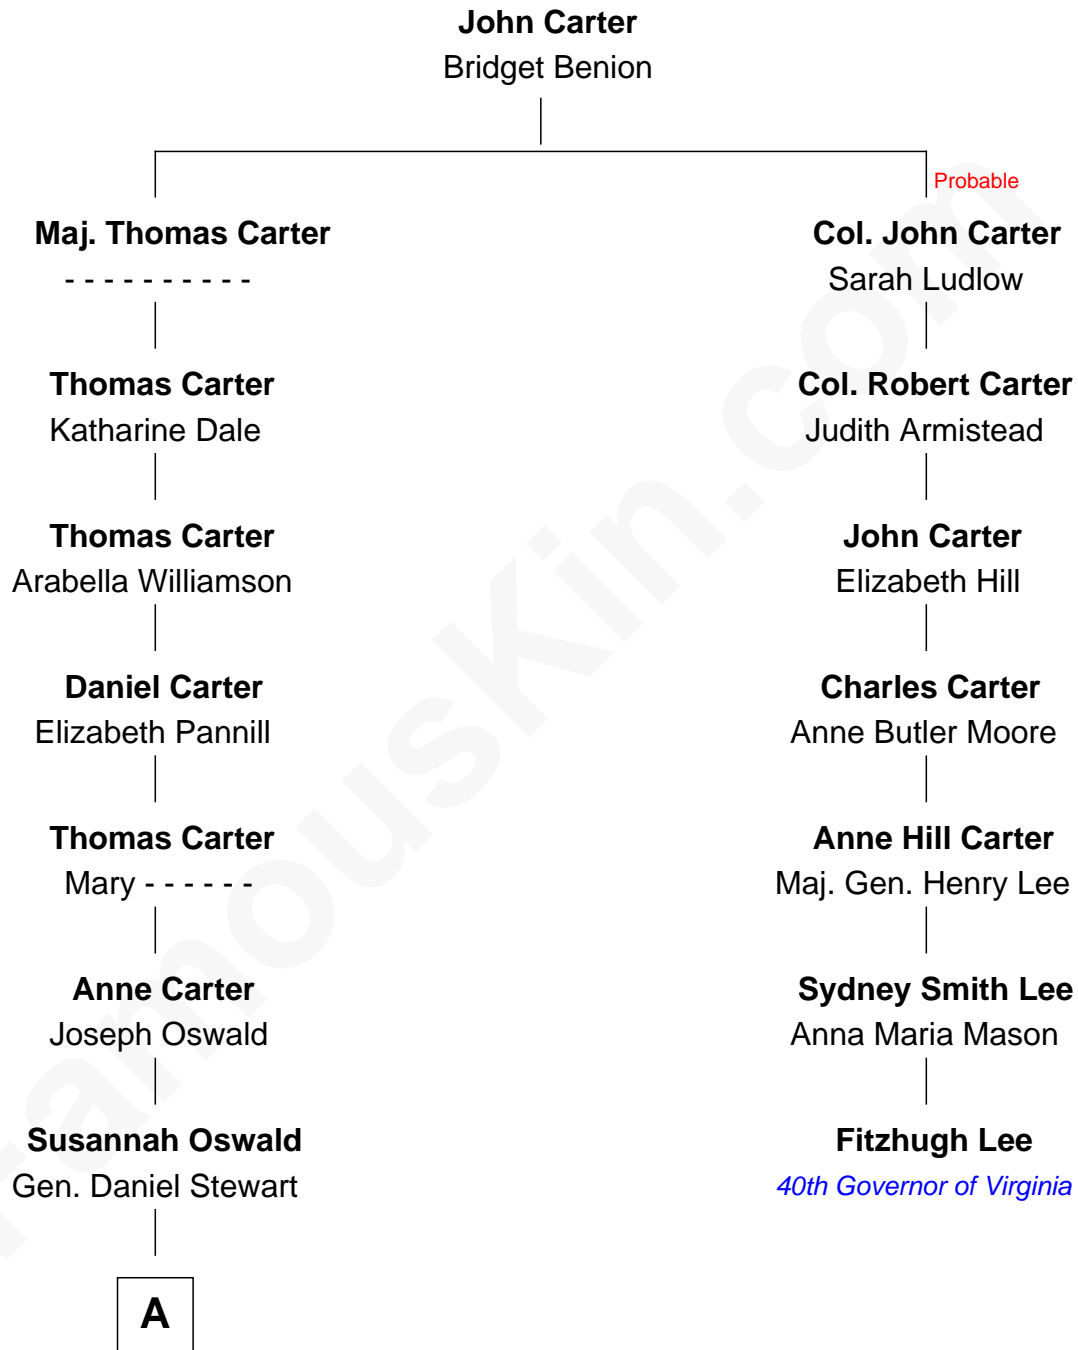 John Carter
Bridget Benion
Probable
Maj. Thomas Carter
- - - - - - - - - -
Col. John Carter
Sarah Ludlow
Thomas Carter
Katharine Dale
Col. Robert Carter
Judith Armistead
Thomas Carter
Arabella Williamson
John Carter
Elizabeth Hill
Daniel Carter
Elizabeth Pannill
Charles Carter
Anne Butler Moore
Thomas Carter
Mary - - - - - -
Anne Hill Carter
Maj. Gen. Henry Lee
Anne Carter
Joseph Oswald
Sydney Smith Lee
Anna Maria Mason
Susannah Oswald
Gen. Daniel Stewart
Fitzhugh Lee
40th Governor of Virginia
A
FamousKin.com